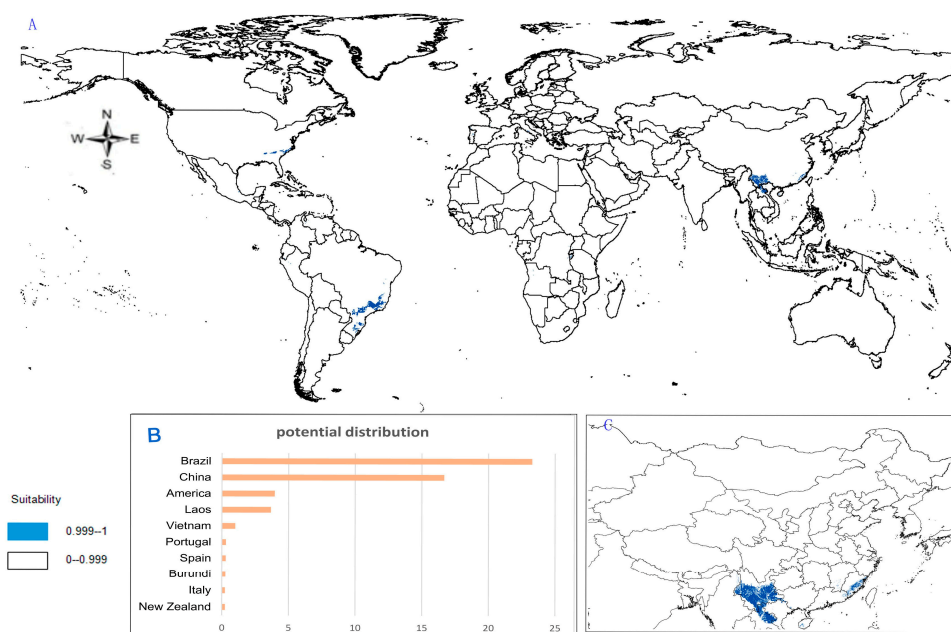 A
N
W E
S
B
potential distribution
Brazil
China
America
Laos
Vietnam
Portugal
Spain
Burundi
Italy
New Zealand
0 5 10 15 20 25
C
Suitability
0.999--1
0--0.999